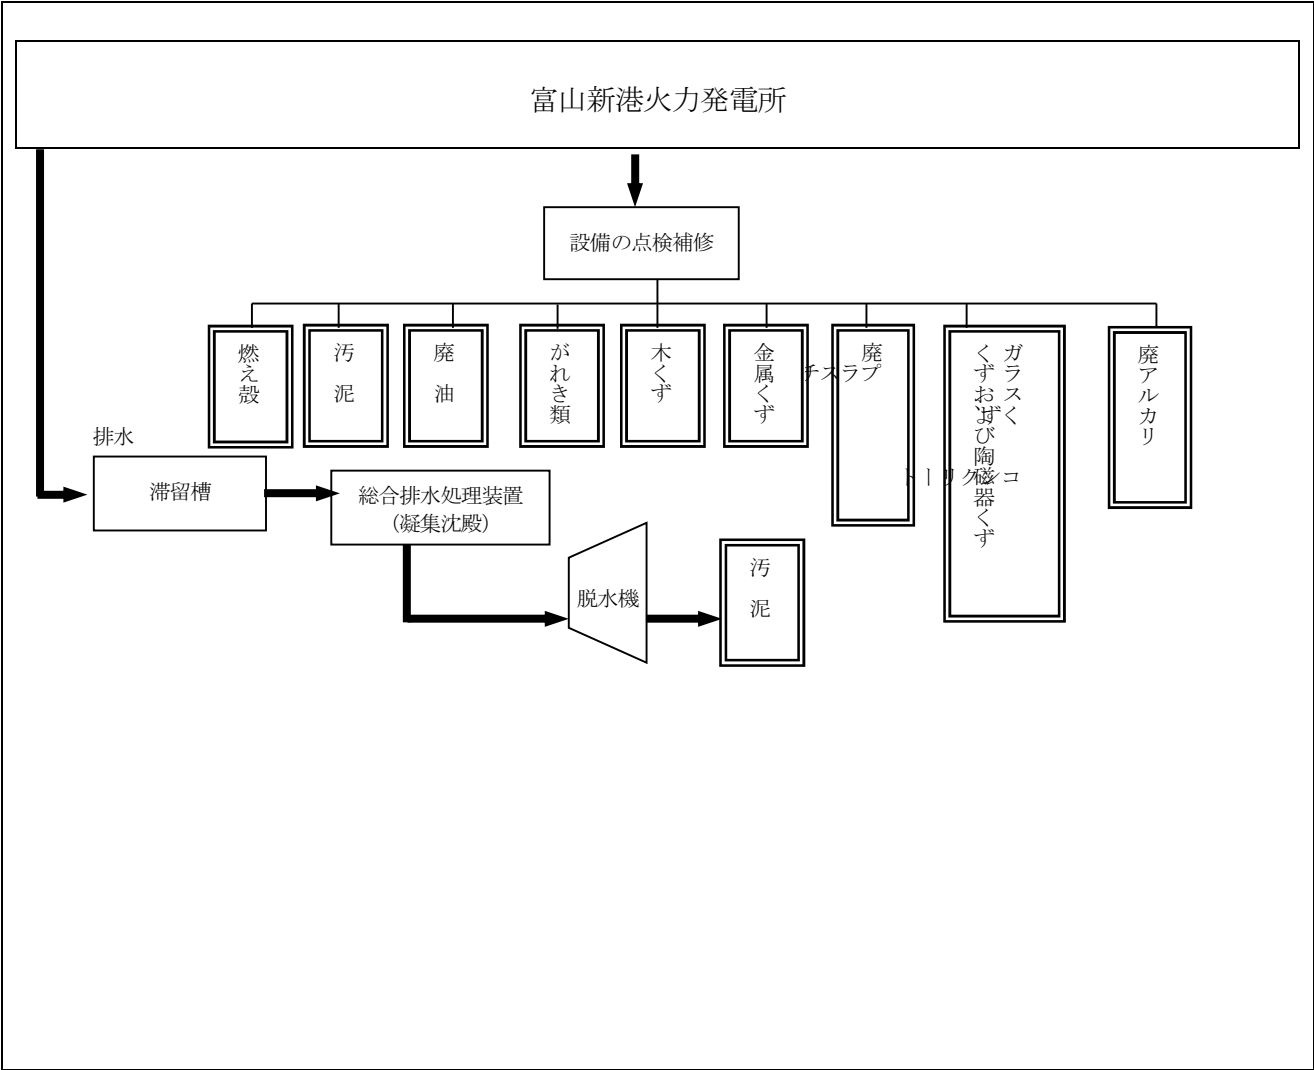 富山新港火力発電所
設備の点検補修
燃え殻
汚泥
廃油
がれき類
木くず
金属くず
廃
プラスチ
ガラスく
ず、
コンクリート
くずおよび陶磁器くず
廃アルカリ
排水
滞留槽
総合排水処理装置
（凝集沈殿）
脱水機
汚泥